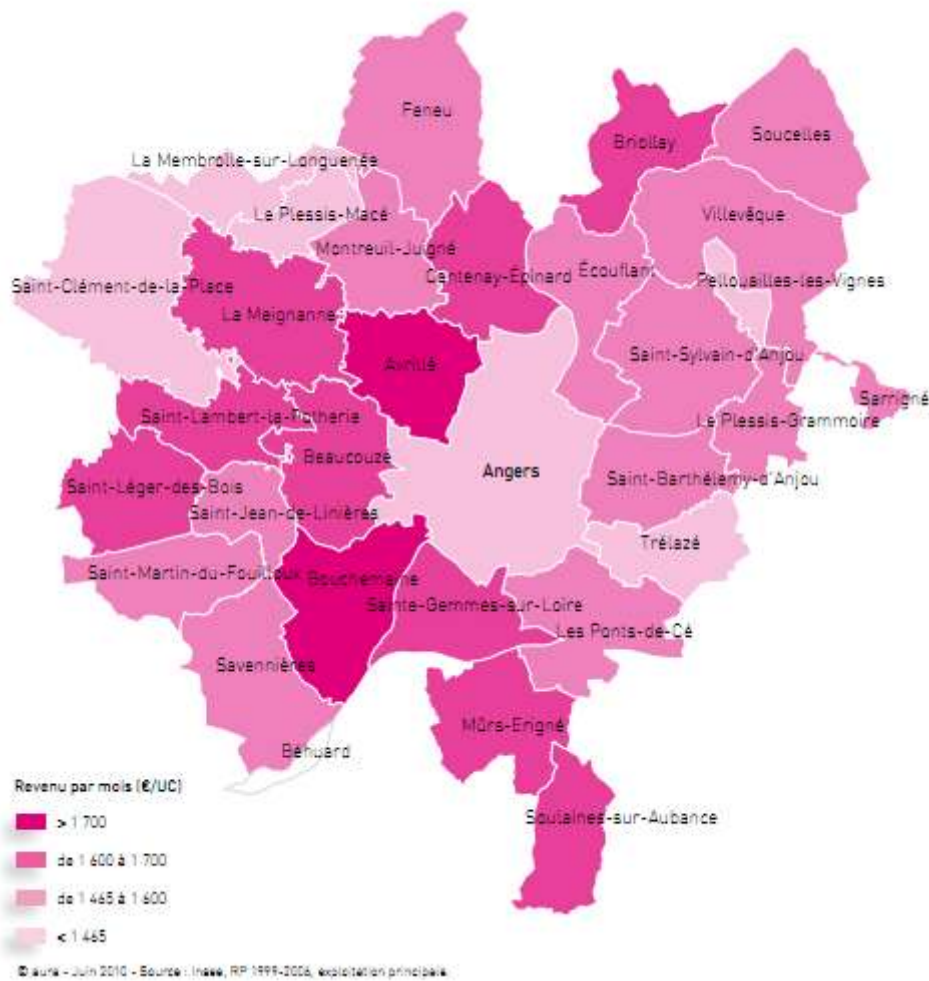 Feneu
Briollay
Soucelles
La Membrolle-sur-Longuenée
Le Plessis-Macé
Villevêque
Montreuil-Juigné
Cantenay-Épinard
Écouflant
Saint-Clément-de-la-Place
Pellouailles-les-Vignes
La Meignanne
Avrillé
Saint-Sylvain-d'Anjou
Sarrigné
Saint-Lambert-la-Potherie
Le Plessis-Grammoire
Beaucouzé
Angers
Saint-Léger-des-Bois
Saint-Barthélemy-d'Anjou
Saint-Jean-de-Linières
Trélazé
Saint-Martin-du-Fouilloux
Bouchemaine
Sainte-Gemmes-sur-Loire
Les Ponts-de-Cé
Savennières
Mûrs-Erigné
Béhuard
Soulaines-sur-Aubance
Revenu par mois (€/UC)
> 1 700
de 1 600 à 1 700
de 1 465 à 1 600
< 1 465
© aura - Juin 2010 - Source : Insee, RP 1999-2006, exploitation principale.